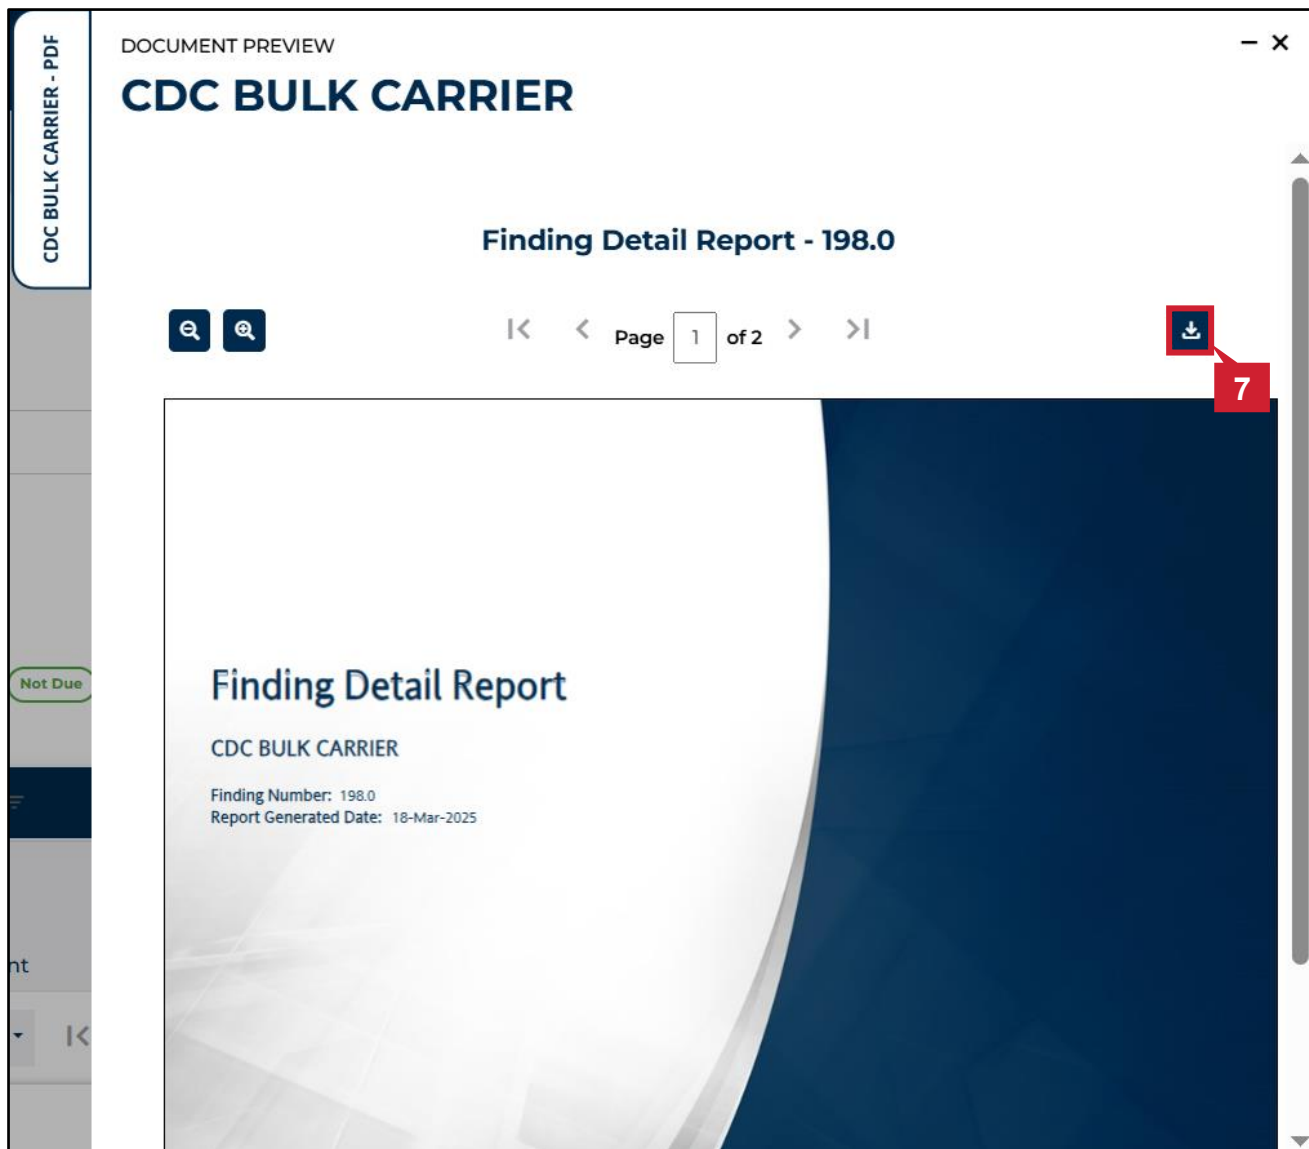 CDC BULK CARRIER - PDF
DOCUMENT PREVIEW
CDC BULK CARRIER
Finding Detail Report - 198.0
Page 1 of 2
7
Finding Detail Report
CDC BULK CARRIER
Finding Number: 198.0
Report Generated Date: 18-Mar-2025
Not Due
nt